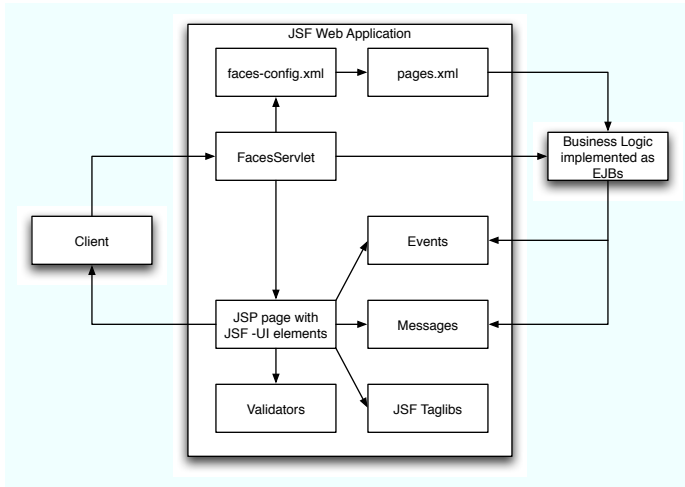 JSF Web Application
faces-config.xml
pages.xml
FacesServlet
Business Logic
implemented as
EJBs
Client
Events
JSP page with
JSF -UI elements
Messages
Validators
JSF Taglibs